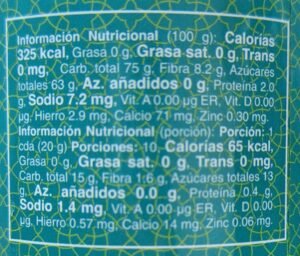 Información Nutricional (100 g): Calorías
325 kcal, Grasa 0 g. Grasa sat. 0 g, Trans
0 mg, Carb. total 75 g, Fibra 8.2 g, Azúcares
totales 63 g, Az. añadidos 0 g, Proteína 2.0
g. Sodio 7.2 mg, Vit. A 0.00 µg ER, Vit. D 0.00
µg, Hierro 2.9 mg, Calcio 71 mg, Zinc 0.30 mg.
Información Nutricional (porción). Porción: 1
cda (20 g) Porciones: 10. Calorías 65 kcal,
Grasa 0 g, Grasa sat. 0 g, Trans 0 mg,
Carb. total 15 g, Fibra 1.6 g, Azúcares totales 13
g, Az. añadidos 0.0 g, Proteína 0.4 g,
Sodio 1.4 mg, Vit. A 0 µg ER, Vit. D 0.00
µg, Hierro 0.57 mg, Calcio 14 mg, Zinc 0.06 mg.